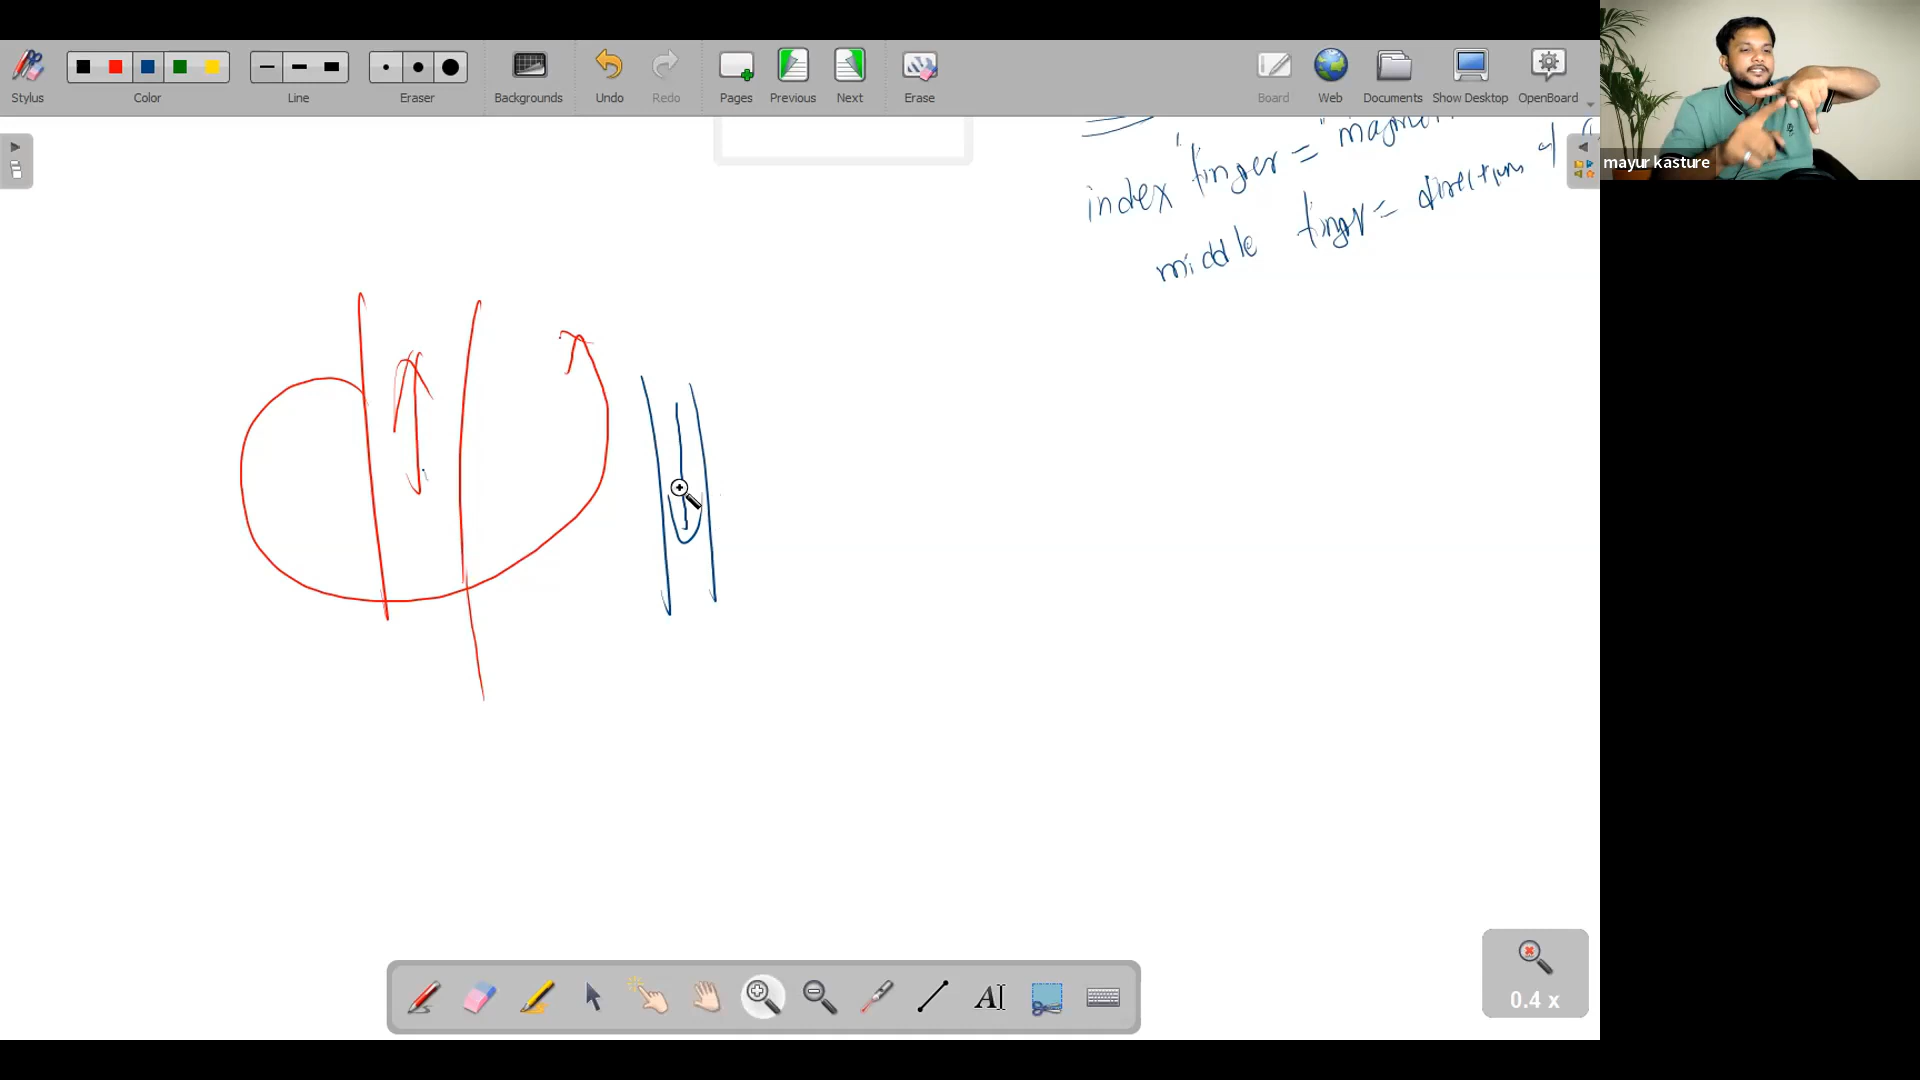 Stylus
Color
Line
Eraser
Backgrounds
Undo
Redo
Pages
Previous
Next
Erase
Board
Web
Documents
Show Desktop
OpenBoard
mayur kasture
index finger = "magne
middle finger = direction of
0.4 x